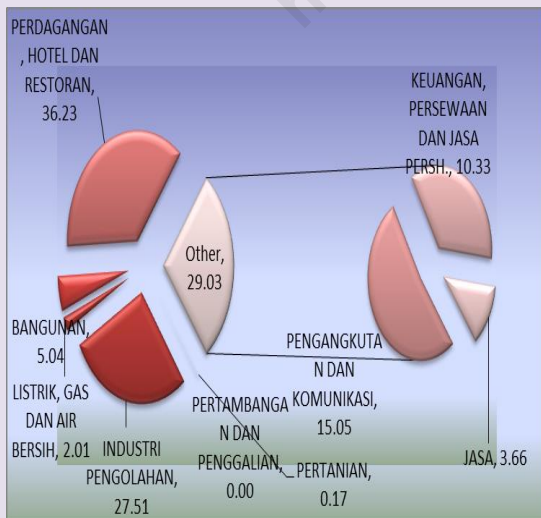 PERDAGANGAN
, HOTEL DAN
RESTORAN,
36.23
KEUANGAN,
PERSEWAAN
DAN JASA
PERSH., 10.33
Other,
29.03
BANGUNAN,
5.04
LISTRIK, GAS
DAN AIR
BERSIH, 2.01
INDUSTRI
PENGOLAHAN,
27.51
PERTAMBANGA
N DAN
PENGGALIAN,
0.00
PENGANGKUTA
N DAN
KOMUNIKASI,
15.05
PERTANIAN,
0.17
JASA, 3.66